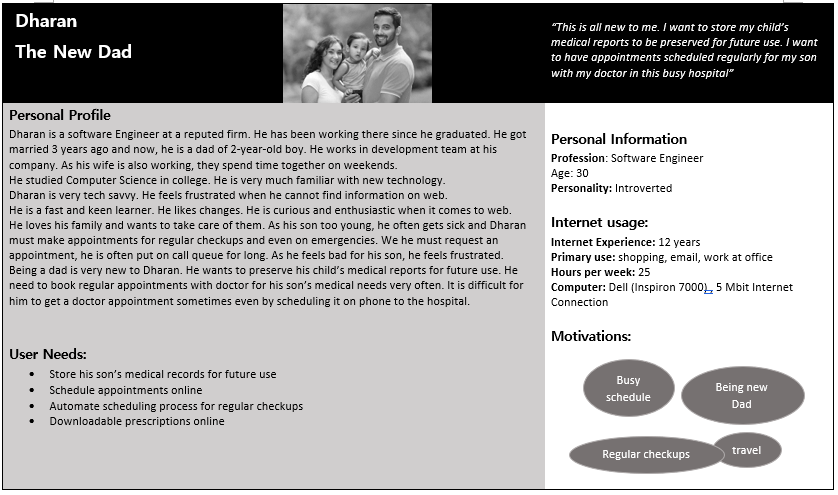 Dharan
The New Dad
“This is all new to me. I want to store my child’s
medical reports to be preserved for future use. I want
to have appointments scheduled regularly for my son
with my doctor in this busy hospital”
Personal Profile
Dharan is a software Engineer at a reputed firm. He has been working there since he graduated. He got
married 3 years ago and now, he is a dad of 2-year-old boy. He works in development team at his
company. As his wife is also working, they spend time together on weekends.
He studied Computer Science in college. He is very much familiar with new technology.
Dharan is very tech savvy. He feels frustrated when he cannot find information on web.
He is a fast and keen learner. He likes changes. He is curious and enthusiastic when it comes to web.
He loves his family and wants to take care of them. As his son too young, he often gets sick and Dharan
must make appointments for regular checkups and even on emergencies. We he must request an
appointment, he is often put on call queue for long. As he feels bad for his son, he feels frustrated.
Being a dad is very new to Dharan. He wants to preserve his child’s medical reports for future use. He
need to book regular appointments with doctor for his son’s medical needs very often. It is difficult for
him to get a doctor appointment sometimes even by scheduling it on phone to the hospital.
User Needs:
• Store his son’s medical records for future use
• Schedule appointments online
• Automate scheduling process for regular checkups
• Downloadable prescriptions online
Personal Information
Profession: Software Engineer
Age: 30
Personality: Introverted
Internet usage:
Internet Experience: 12 years
Primary use: shopping, email, work at office
Hours per week: 25
Computer: Dell (Inspiron 7000), 5 Mbit Internet
Connection
Motivations:
Busy
schedule
Being new
Dad
Regular checkups
travel